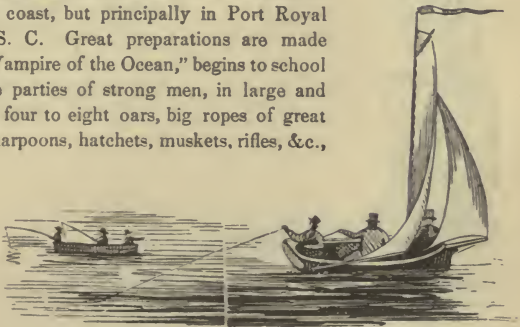 coast, but principally in Port Royal
S. C. Great preparations are made
ampire of the Ocean," begins to school
parties of strong men, in large and
four to eight oars, big ropes of great
arpoons, hatchets, muskets, rifles, &c.,